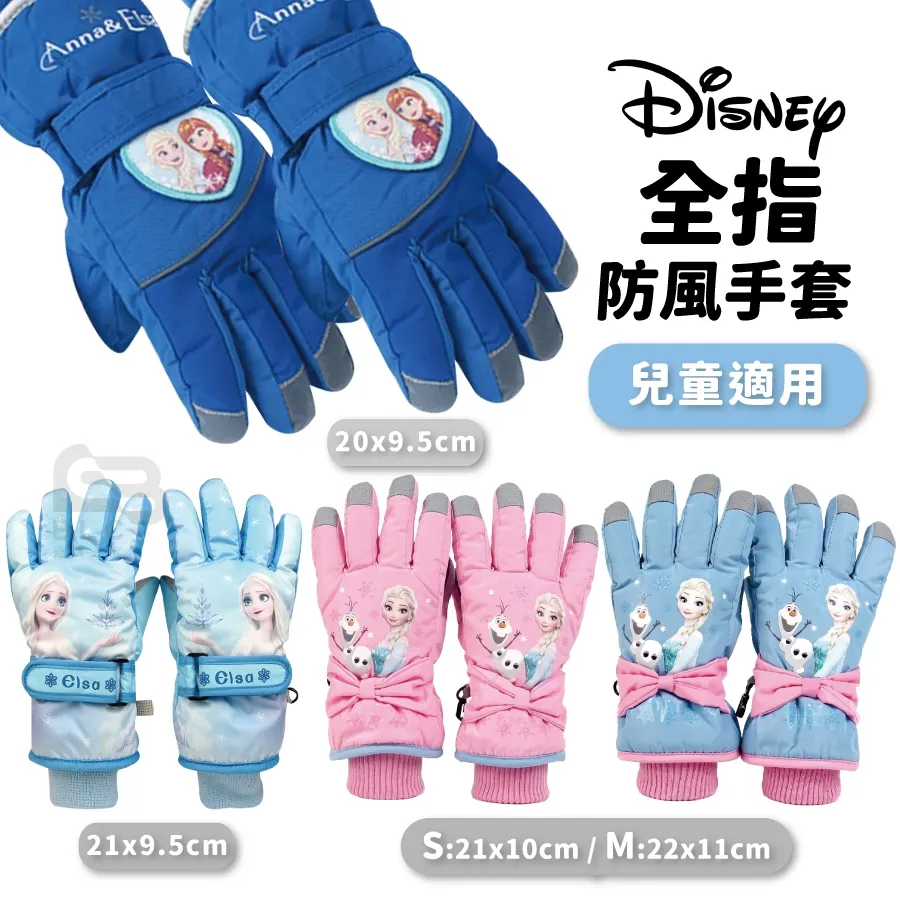 Anna&Elsa
Anna&Elsa
Disney
全指
防風手套
兒童適用
20x9.5cm
Elsa
Elsa
21x9.5cm
S:21x10cm / M:22x11cm